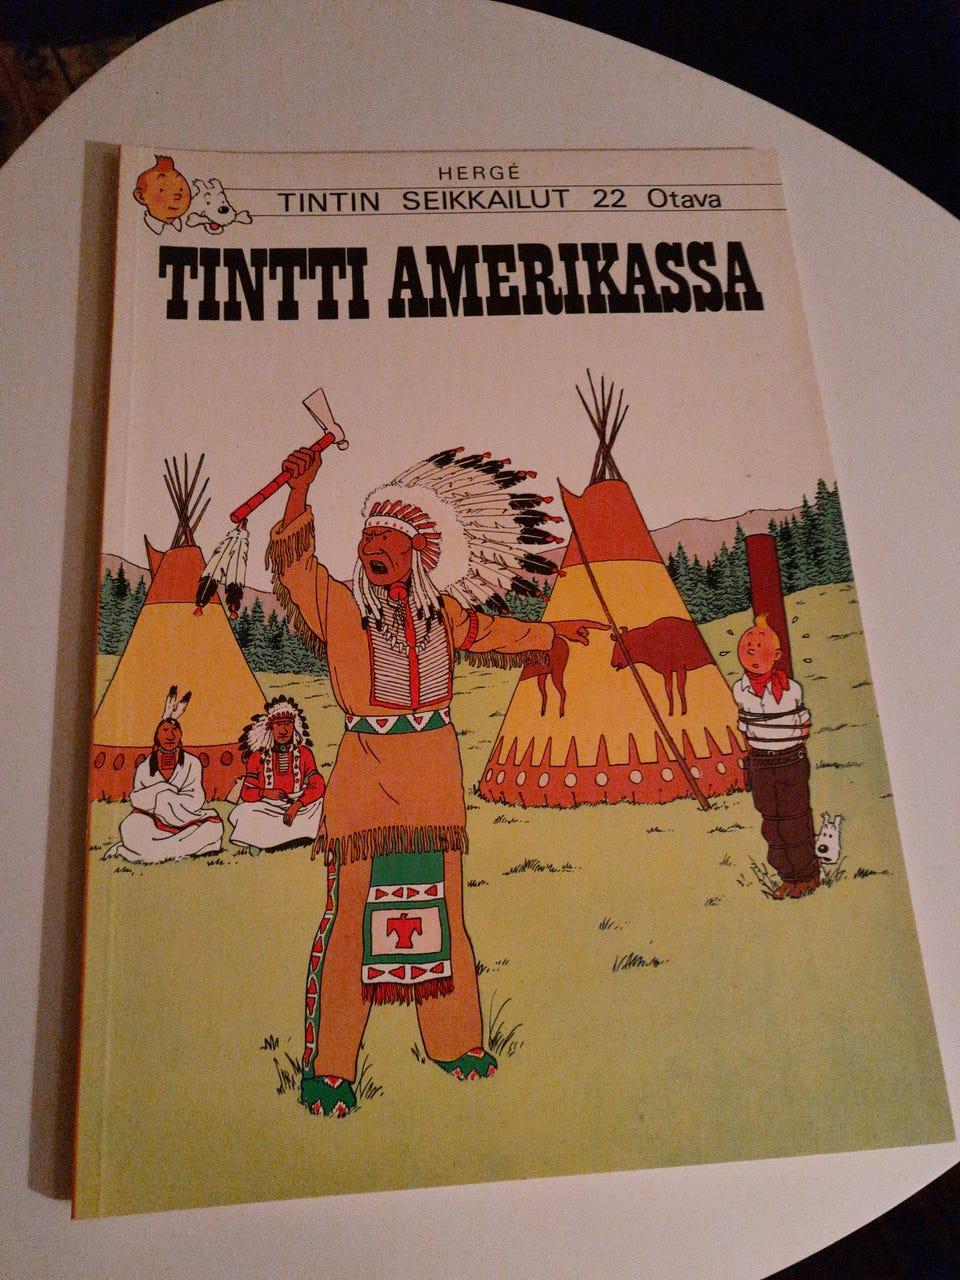 HERGÉ
TINTIN SEIKKAILUT 22 Otava
TINTTI AMERIKASSA